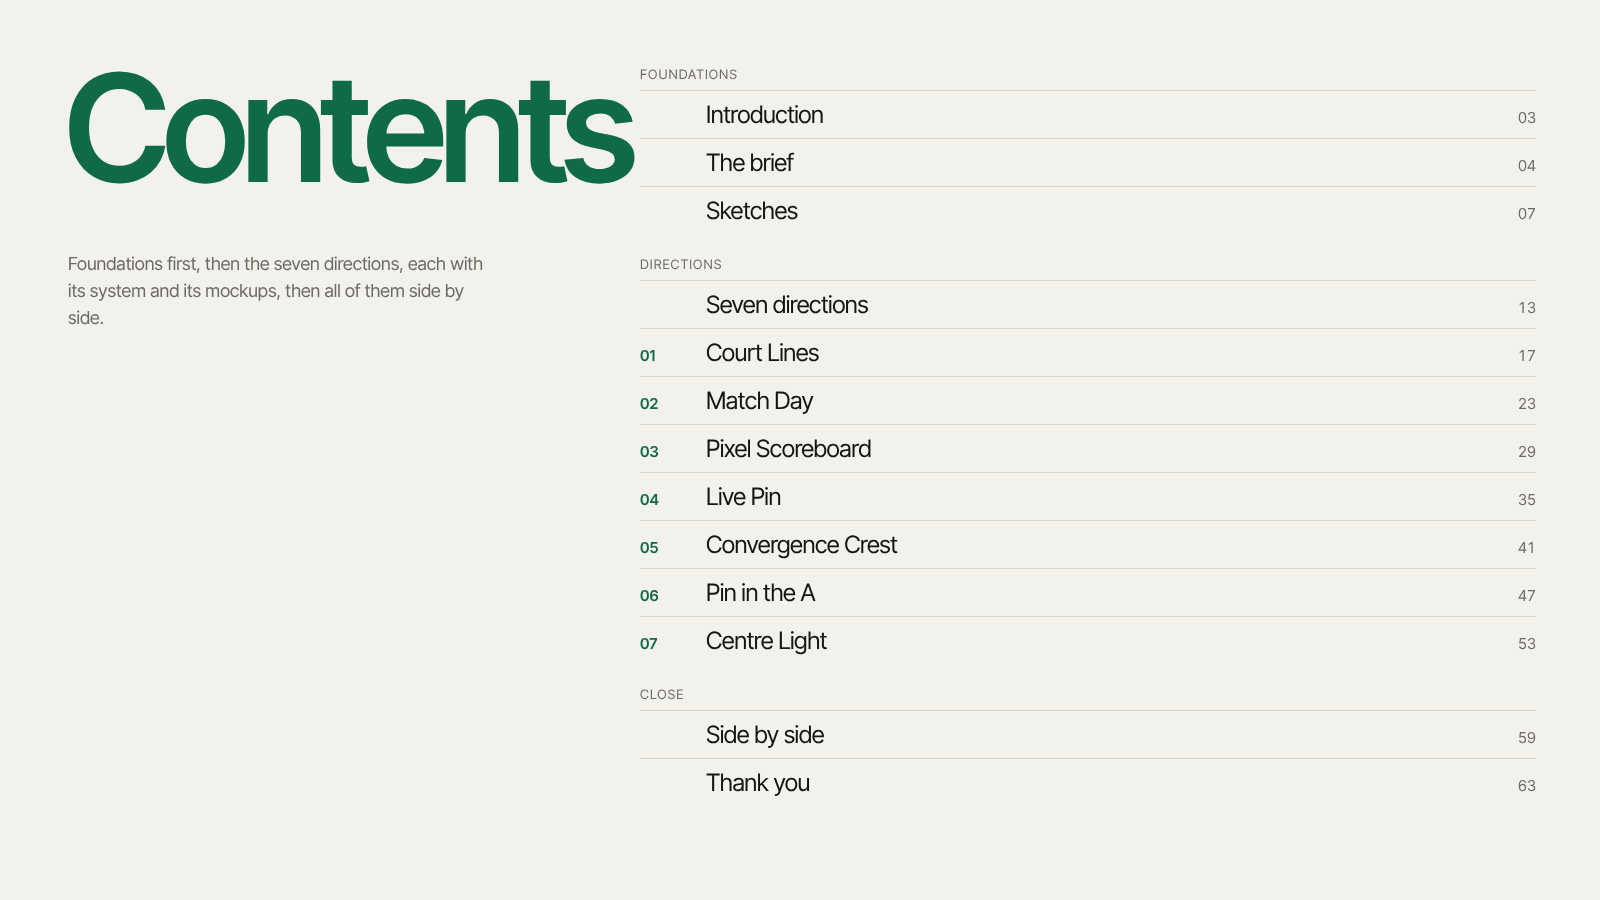 Contents
Foundations first, then the seven directions, each with
its system and its mockups, then all of them side by
side.
FOUNDATIONS
Introduction 03
The brief 04
Sketches 07
DIRECTIONS
Seven directions 13
01 Court Lines 17
02 Match Day 23
03 Pixel Scoreboard 29
04 Live Pin 35
05 Convergence Crest 41
06 Pin in the A 47
07 Centre Light 53
CLOSE
Side by side 59
Thank you 63